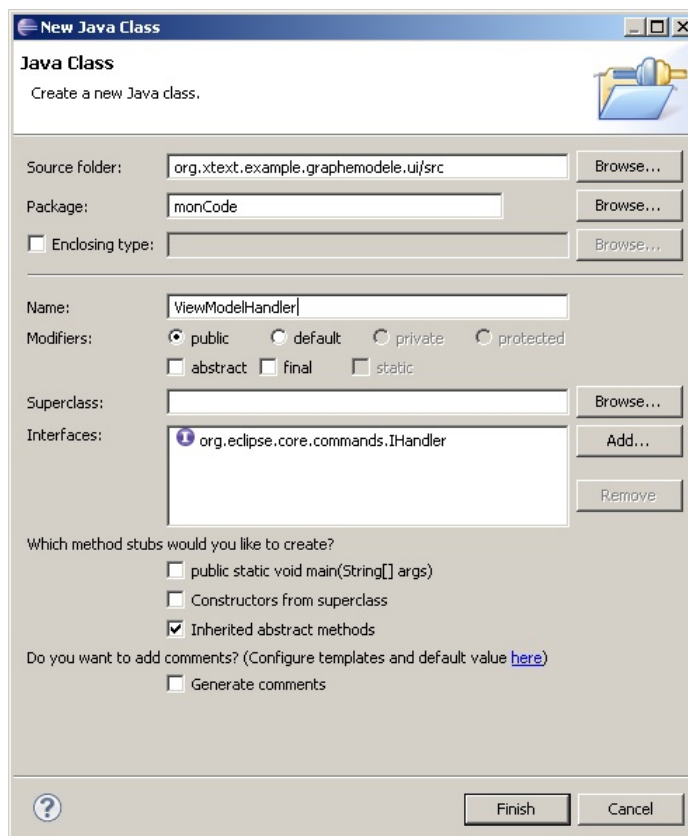 New Java Class
Java Class
Create a new Java class.
Source folder: org.xtext.example.graphemodele.ui/src Browse...
Package: monCode Browse...
Enclosing type: Browse...
Name: ViewModelHandler
Modifiers: public default private protected
abstract final static
Superclass: Browse...
Interfaces: org.eclipse.core.commands.IHandler Add...
Remove
Which method stubs would you like to create?
public static void main(String[] args)
Constructors from superclass
Inherited abstract methods
Do you want to add comments? (Configure templates and default value here)
Generate comments
? Finish Cancel